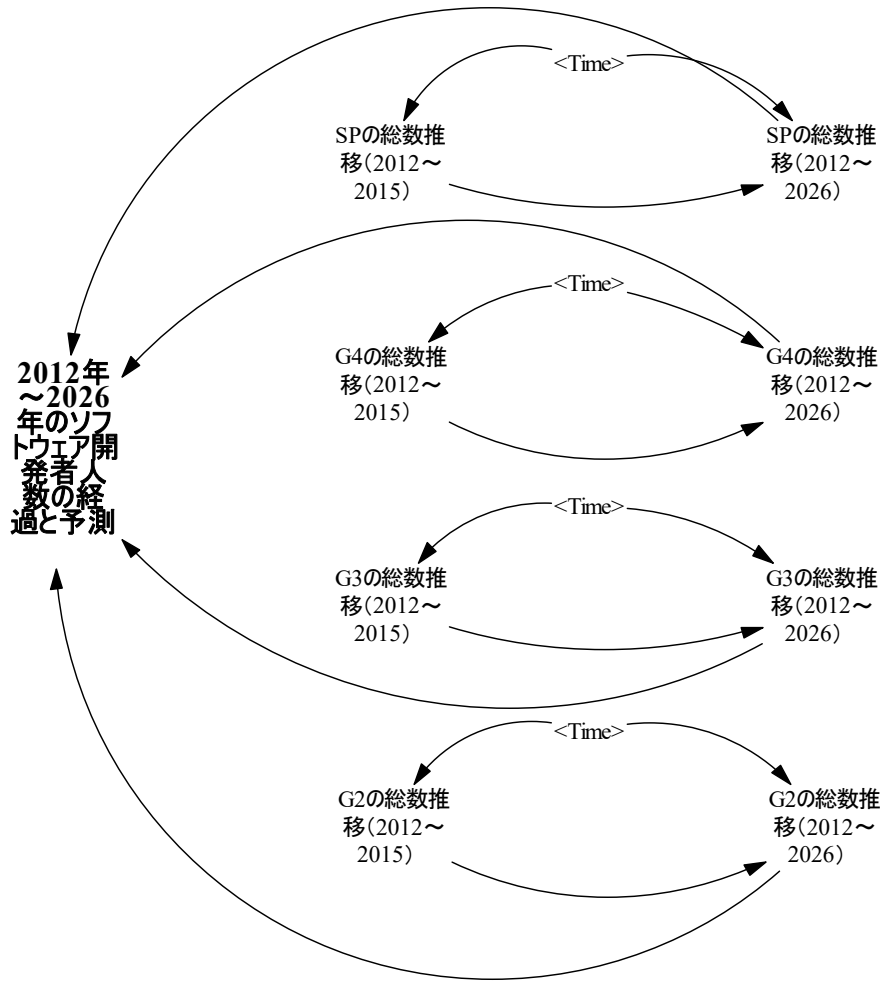 <Time>
SPの総数推
移(2012～
2015)
SPの総数推
移(2012～
2026)
<Time>
G4の総数推
移(2012～
2015)
G4の総数推
移(2012～
2026)
2012年
～2026
年のソフ
トウェア開
発者人
数の経
過と予測
<Time>
G3の総数推
移(2012～
2015)
G3の総数推
移(2012～
2026)
<Time>
G2の総数推
移(2012～
2015)
G2の総数推
移(2012～
2026)